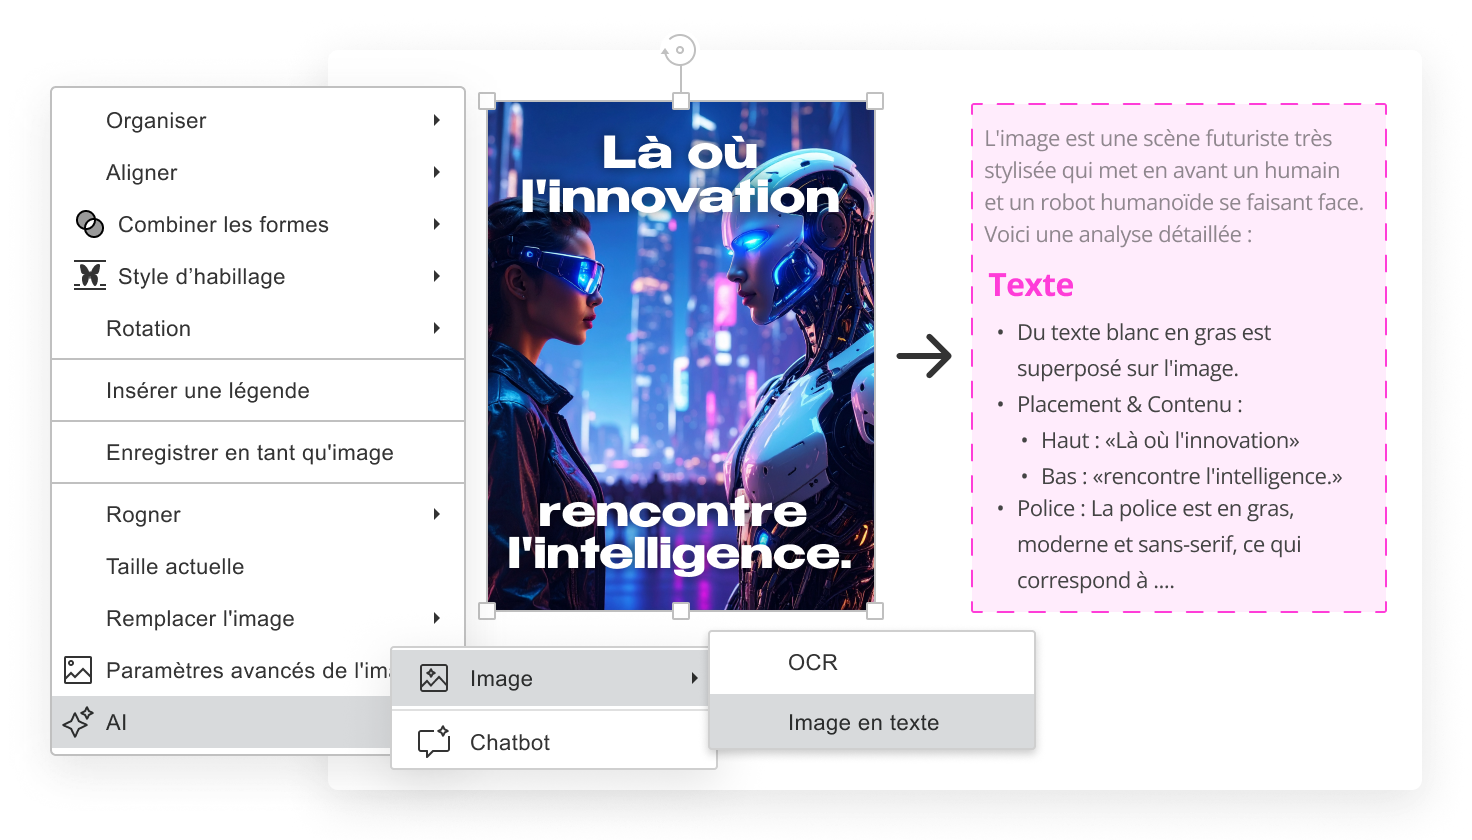 Organiser
Aligner
Combiner les formes
Style d’habillage
Rotation
Insérer une légende
Enregistrer en tant qu'image
Rogner
Taille actuelle
Remplacer l'image
Paramètres avancés de l'im
AI
Image
Chatbot
OCR
Image en texte
Là où
l'innovation
rencontre
l'intelligence.
L'image est une scène futuriste très
stylisée qui met en avant un humain
et un robot humanoïde se faisant face.
Voici une analyse détaillée :
Texte
• Du texte blanc en gras est
superposé sur l'image.
• Placement & Contenu :
• Haut : «Là où l'innovation»
• Bas : «rencontre l'intelligence.»
• Police : La police est en gras,
moderne et sans-serif, ce qui
correspond à ....